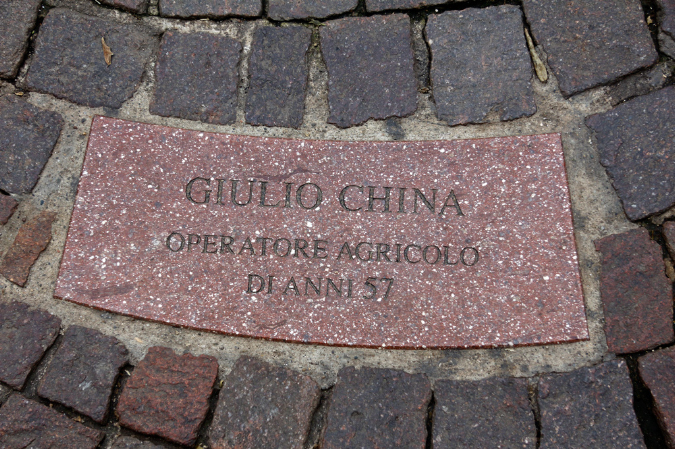 GIULIO CHINA
OPERATORE AGRICOLO
DI ANNI 57